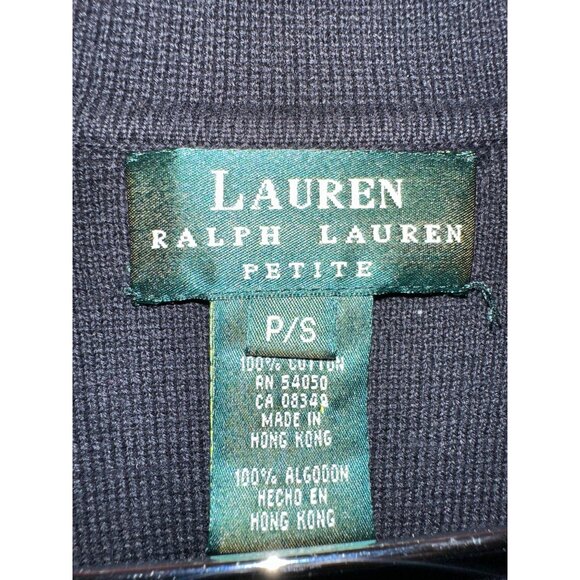 LAUREN
RALPH LAUREN
PETITE
P/S
100% COTTON
RN 54050
CA 08342
MADE IN
HONG KONG
100% ALGODON
HECHO EN
HONG KONG